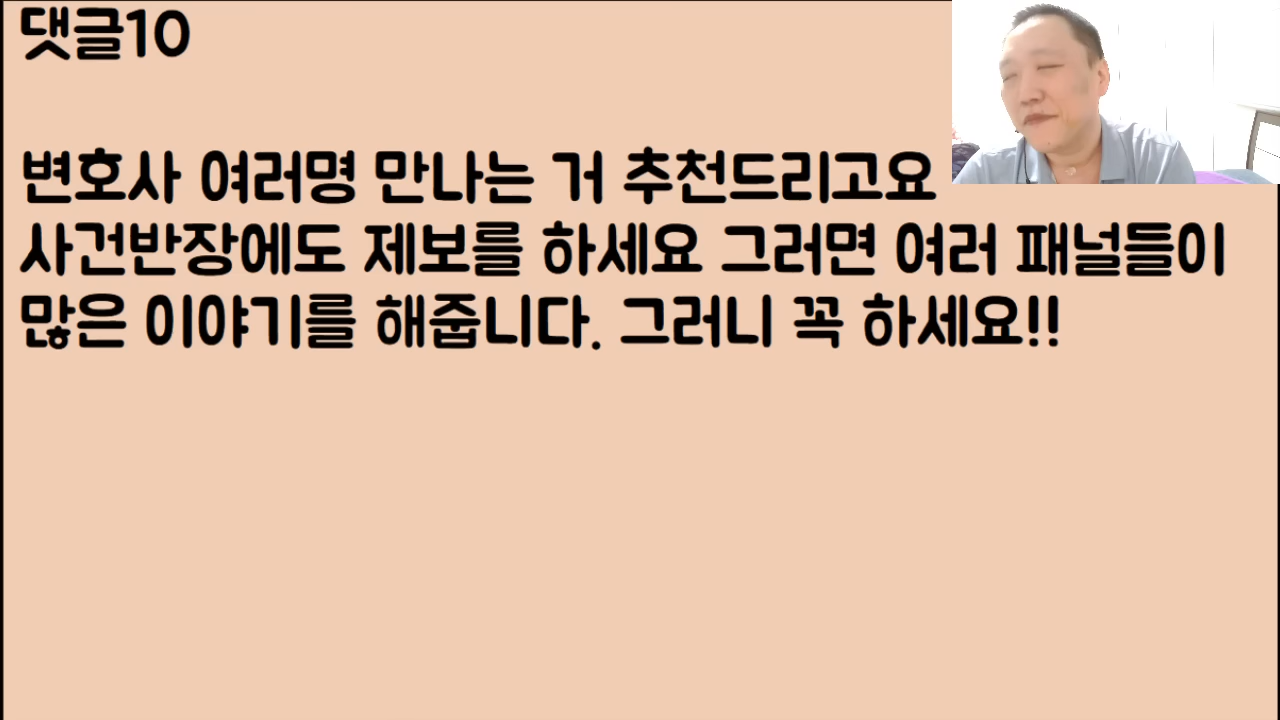 댓글10
변호사 여러명 만나는 거 추천드리고요
사건반장에도 제보를 하세요 그러면 여러 패널들이
많은 이야기를 해줍니다. 그러니 꼭 하세요!!